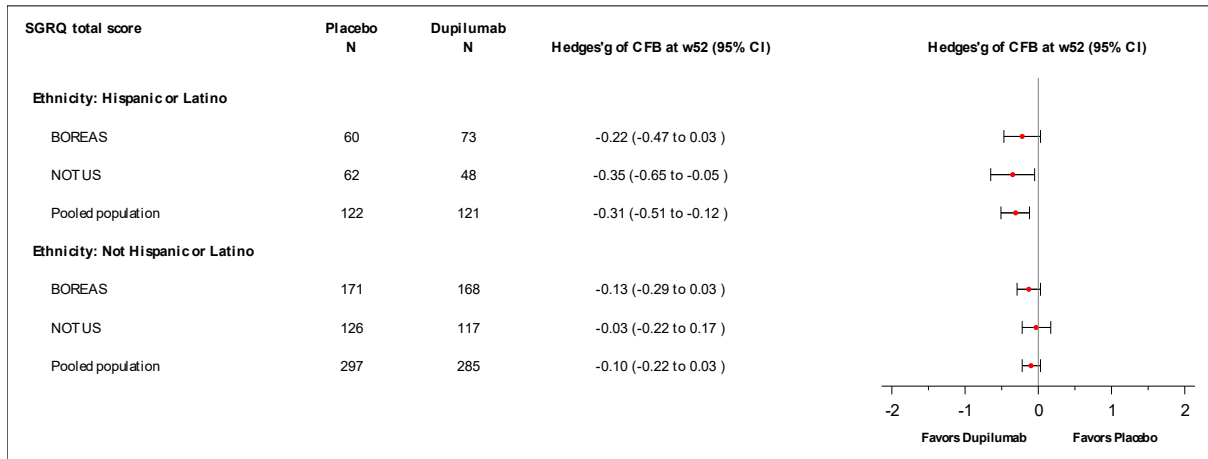 SGRQ total score Placebo Dupilumab
N N Hedges'g of CFB at w52 (95% CI) Hedges'g of CFB at w52 (95% CI)
Ethnicity: Hispanic or Latino
BOREAS 60 73 -0.22 (-0.47 to 0.03 )
NOTUS 62 48 -0.35 (-0.65 to -0.05 )
Pooled population 122 121 -0.31 (-0.51 to -0.12 )
Ethnicity: Not Hispanic or Latino
BOREAS 171 168 -0.13 (-0.29 to 0.03 )
NOTUS 126 117 -0.03 (-0.22 to 0.17 )
Pooled population 297 285 -0.10 (-0.22 to 0.03 )
-2 -1 0 1 2
Favors Dupilumab Favors Placebo